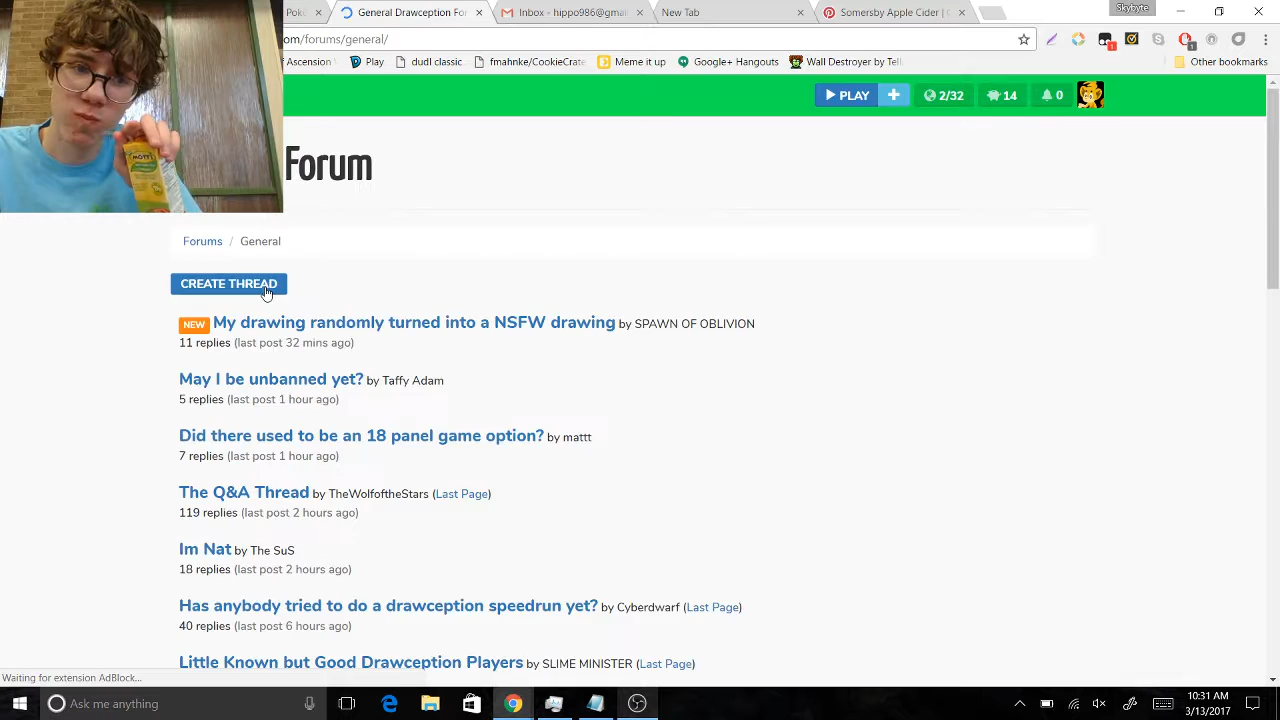 Poké
General Drawception For
Inbox - hippo986@gmail
New Tab
Somersby Apple Cider | 
Skybyte
om/forums/general/
Ascension
Play
dudl classic.
fmahnke/CookieCrate
Meme it up
Google+ Hangouts
Wall Destroyer by Tell
Other bookmarks
PLAY
2/32
14
0
Forum
MOTT'S
Forums / General
CREATE THREAD
NEW My drawing randomly turned into a NSFW drawing by SPAWN OF OBLIVION
11 replies (last post 32 mins ago)
May I be unbanned yet? by Taffy Adam
5 replies (last post 1 hour ago)
Did there used to be an 18 panel game option? by mattt
7 replies (last post 1 hour ago)
The Q&A Thread by TheWolfoftheStars (Last Page)
119 replies (last post 2 hours ago)
Im Nat by The SuS
18 replies (last post 2 hours ago)
Has anybody tried to do a drawception speedrun yet? by Cyberdwarf (Last Page)
40 replies (last post 6 hours ago)
Little Known but Good Drawception Players by SLIME MINISTER (Last Page)
Waiting for extension AdBlock...
Ask me anything
10:31 AM
3/13/2017